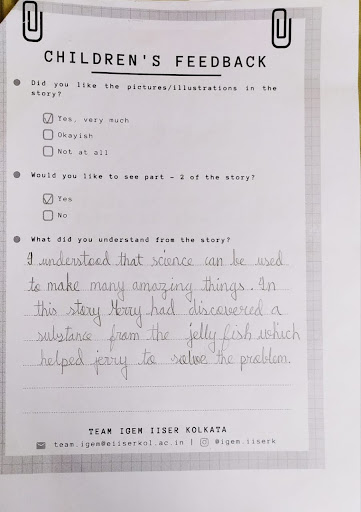 CHILDREN'S FEEDBACK
Did you like the pictures/illustrations in the
story?
Yes, very much
Okayish
Not at all
Would you like to see part - 2 of the story?
Yes
No
What did you understand from the story?
I understood that science can be used
to make many amazing things. In
this story Merry had discovered a
substance from the jelly fish which
helped jerry to solve the problem.
TEAM IGEM IISER KOLKATA
team.igem@eiiserkol.ac.in | @igem.iiserk